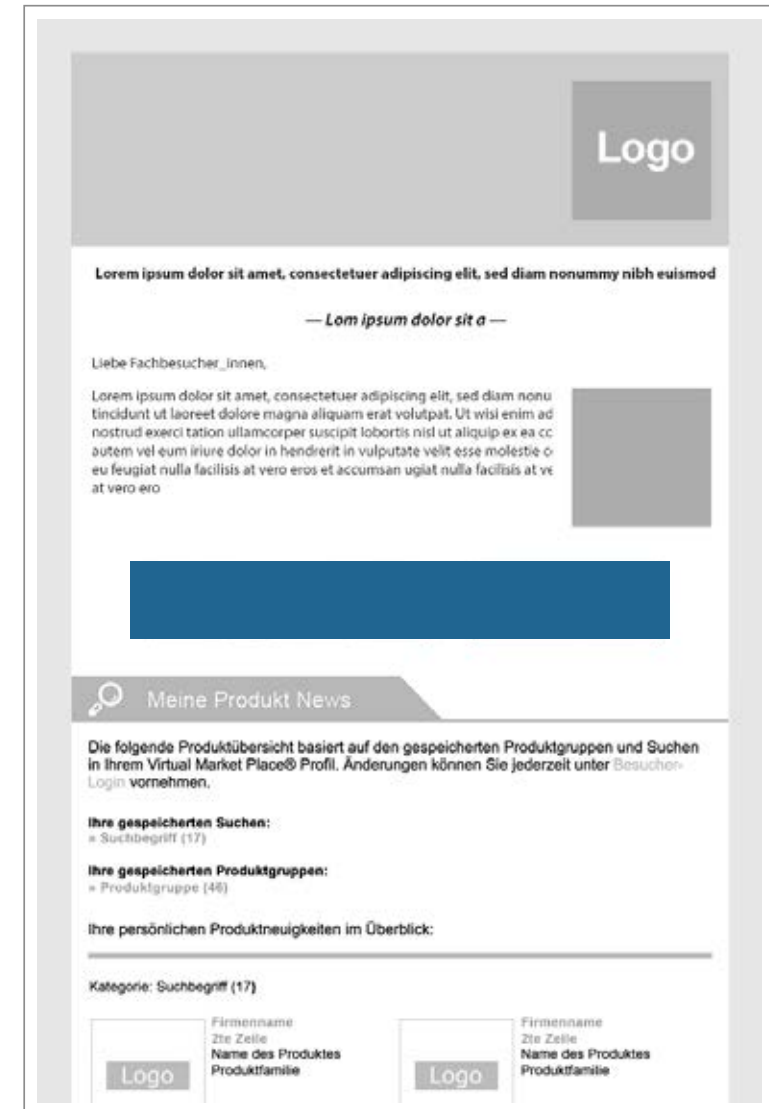 Logo
Lorem ipsum dolor sit amet, consectetuer adipiscing elit, sed diam nonummy nibh euismod
— Lom ipsum dolor sit a —
Liebe Fachbesucher_innen,
Lorem ipsum dolor sit amet, consectetuer adipiscing elit, sed diam nonu
tincidunt ut laoreet dolore magna aliquam erat volutpat. Ut wisi enim ad
nostrud exerci tation ullamcorper suscipit lobortis nisl ut aliquip ex ea cc
autem vel eum iriure dolor in hendrerit in vulputate velit esse molestie c
eu feugiat nulla facilisis at vero eros et accumsan ugiat nulla facilisis at ve
at vero ero
Meine Produkt News
Die folgende Produktübersicht basiert auf den gespeicherten Produktgruppen und Suchen
in Ihrem Virtual Market Place® Profil. Änderungen können Sie jederzeit unter Besucher-
Login vornehmen.
Ihre gespeicherten Suchen:
» Suchbegriff (17)
Ihre gespeicherten Produktgruppen:
» Produktgruppe (46)
Ihre persönlichen Produktneuigkeiten im Überblick:
Kategorie: Suchbegriff (17)
Logo
Firmenname
2te Zeile
Name des Produktes
Produktfamilie
Logo
Firmenname
2te Zeile
Name des Produktes
Produktfamilie